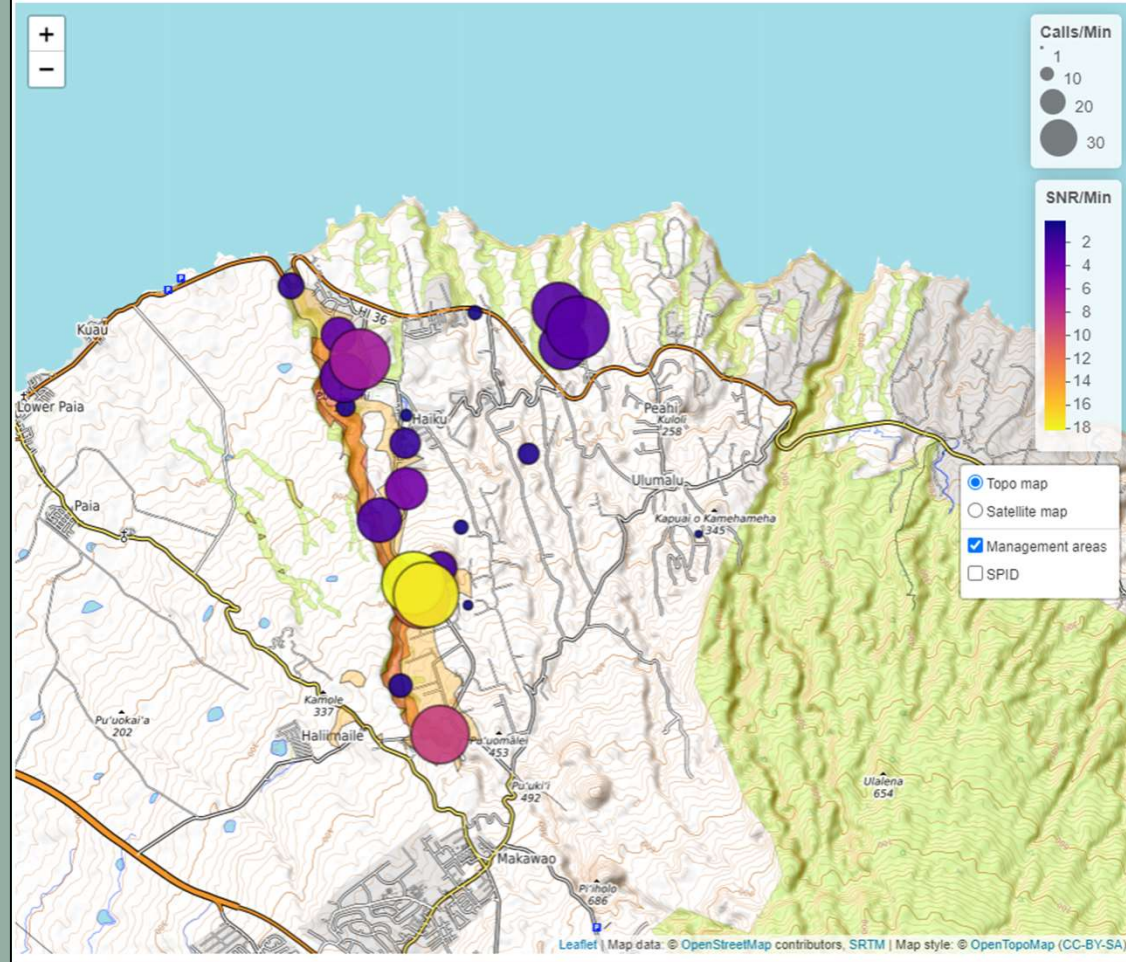 +
−
Calls/Min
1
10
20
30
SNR/Min
2
4
6
8
10
12
14
16
18
HI 36
Kuau
Lower Paia
Haiku
Peahi
Kuloli
258
Ulumalu
Paia
Kapuai o Kamehameha
345
Topo map
Satellite map
Management areas
SPID
Kamole
337
Pu'uokai'a
202
Haliimaile
Pu'uomalei
453
Pu'uki'i
492
Ulalena
654
Makawao
Pi'iholo
686
Leaflet | Map data: © OpenStreetMap contributors, SRTM | Map style: © OpenTopoMap (CC-BY-SA)